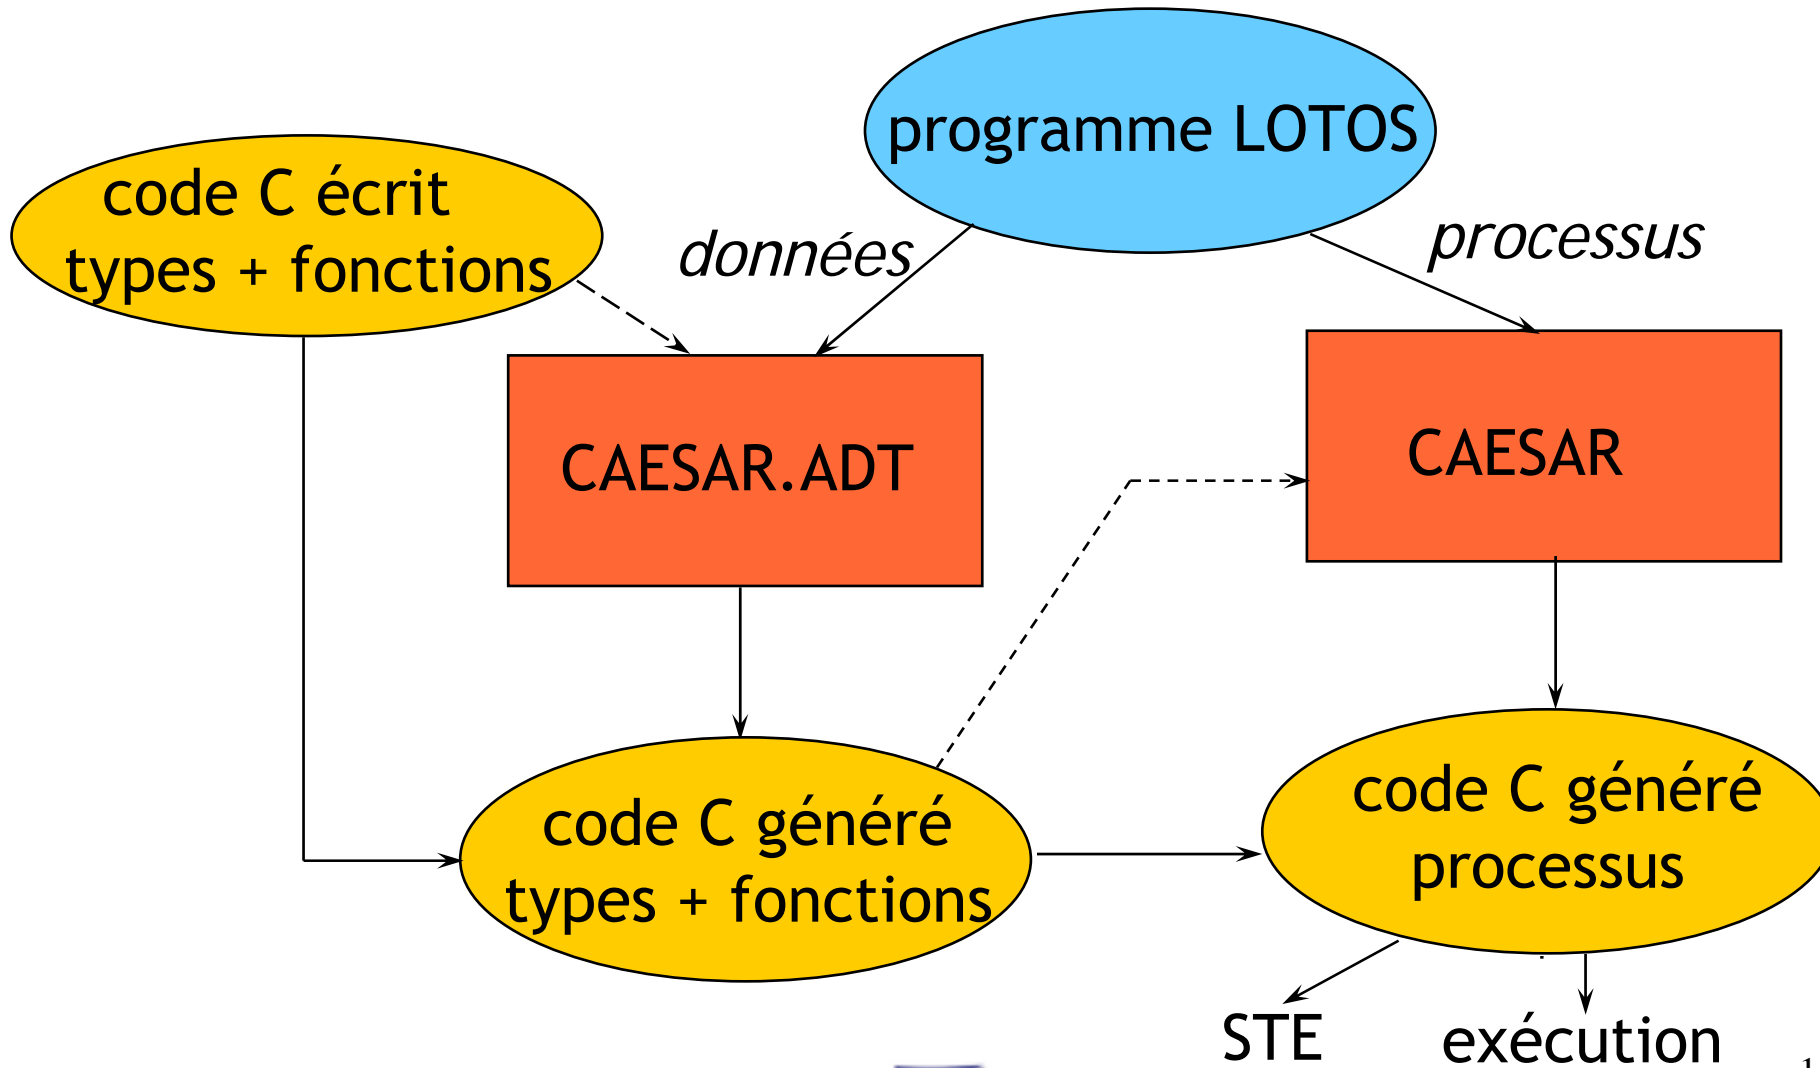 programme LOTOS
code C écrit
types + fonctions
données
processus
CAESAR.ADT
CAESAR
code C généré
types + fonctions
code C généré
processus
STE
exécution